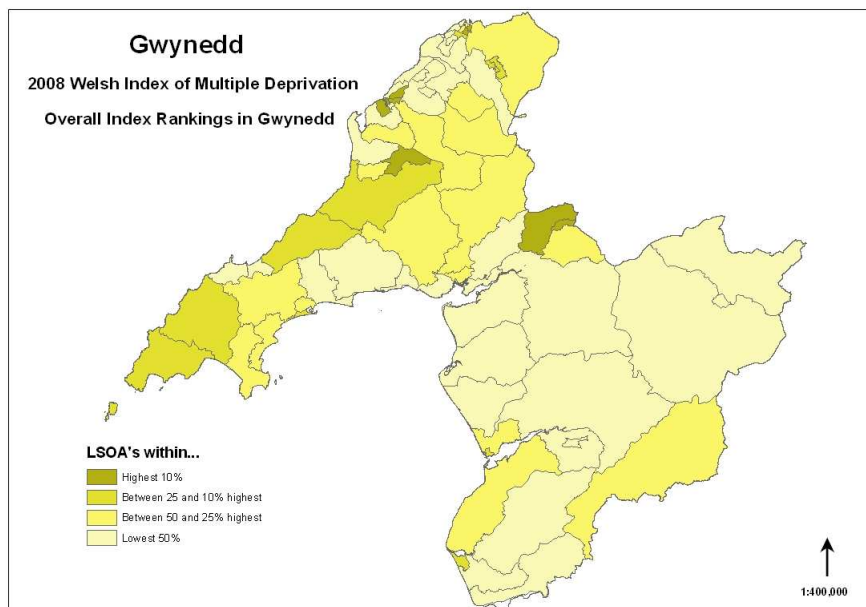 Gwynedd
2008 Welsh Index of Multiple Deprivation
Overall Index Rankings in Gwynedd
LSOA's within...
Highest 10%
Between 25 and 10% highest
Between 50 and 25% highest
Lowest 50%
1:400,000